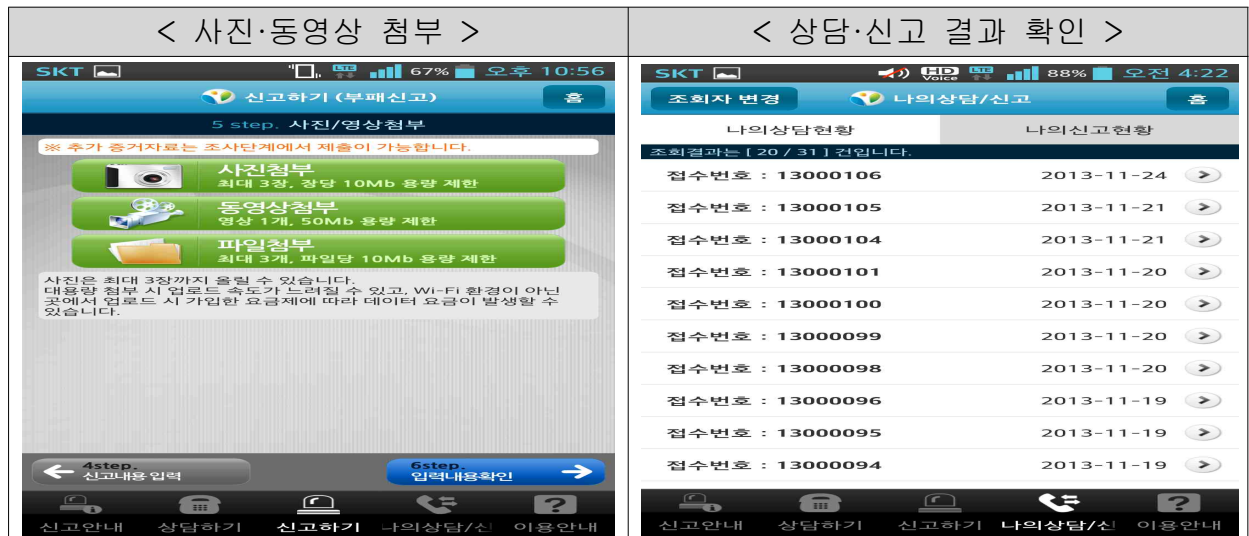 < 사진·동영상 첨부 >
< 상담·신고 결과 확인 >
SKT LTE 67% 오후 10:56
신고하기 (부패신고) 홈
5 step. 사진/영상첨부
※ 추가 증거자료는 조사단계에서 제출이 가능합니다.
사진첨부
최대 3장, 장당 10Mb 용량 제한
동영상첨부
영상 1개, 50Mb 용량 제한
파일첨부
최대 3개, 파일당 10Mb 용량 제한
사진은 최대 3장까지 올릴 수 있습니다.
대용량 첨부 시 업로드 속도가 느려질 수 있고, Wi-Fi 환경이 아닌
곳에서 업로드 시 가입한 요금제에 따라 데이터 요금이 발생할 수
있습니다.
4step.
신고내용 입력
6step.
입력내용확인
신고안내 상담하기 신고하기 나의상담/신 이용안내
SKT HD Voice LTE 88% 오전 4:22
조회자 변경 나의상담/신고 홈
나의상담현황 나의신고현황
조회결과는 [ 20 / 31 ] 건입니다.
접수번호 : 13000106 2013-11-24
접수번호 : 13000105 2013-11-21
접수번호 : 13000104 2013-11-21
접수번호 : 13000101 2013-11-20
접수번호 : 13000100 2013-11-20
접수번호 : 13000099 2013-11-20
접수번호 : 13000098 2013-11-20
접수번호 : 13000096 2013-11-19
접수번호 : 13000095 2013-11-19
접수번호 : 13000094 2013-11-19
신고안내 상담하기 신고하기 나의상담/신 이용안내